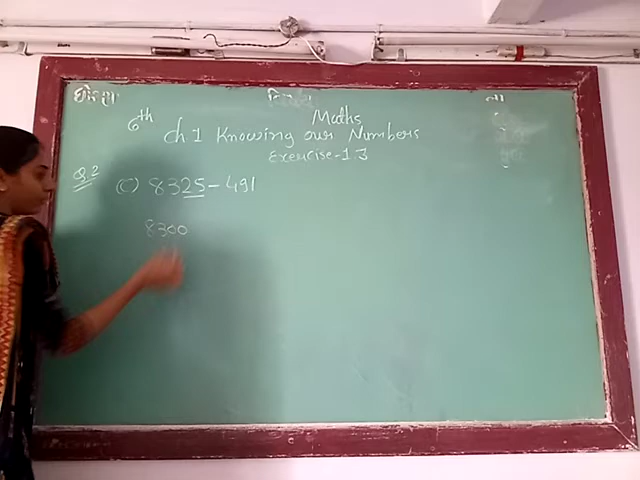 6th Maths
Ch.1 Knowing our Numbers
Exercise-1.3
Q.2
(C) 8325-491
8300